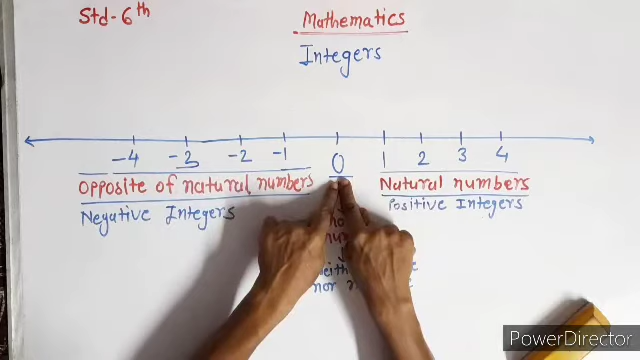 Std-6th
Mathematics
Integers
-4 -3 -2 -1 0 1 2 3 4
Opposite of natural numbers
Natural numbers
Negative Integers
Positive Integers
nor
PowerDirector